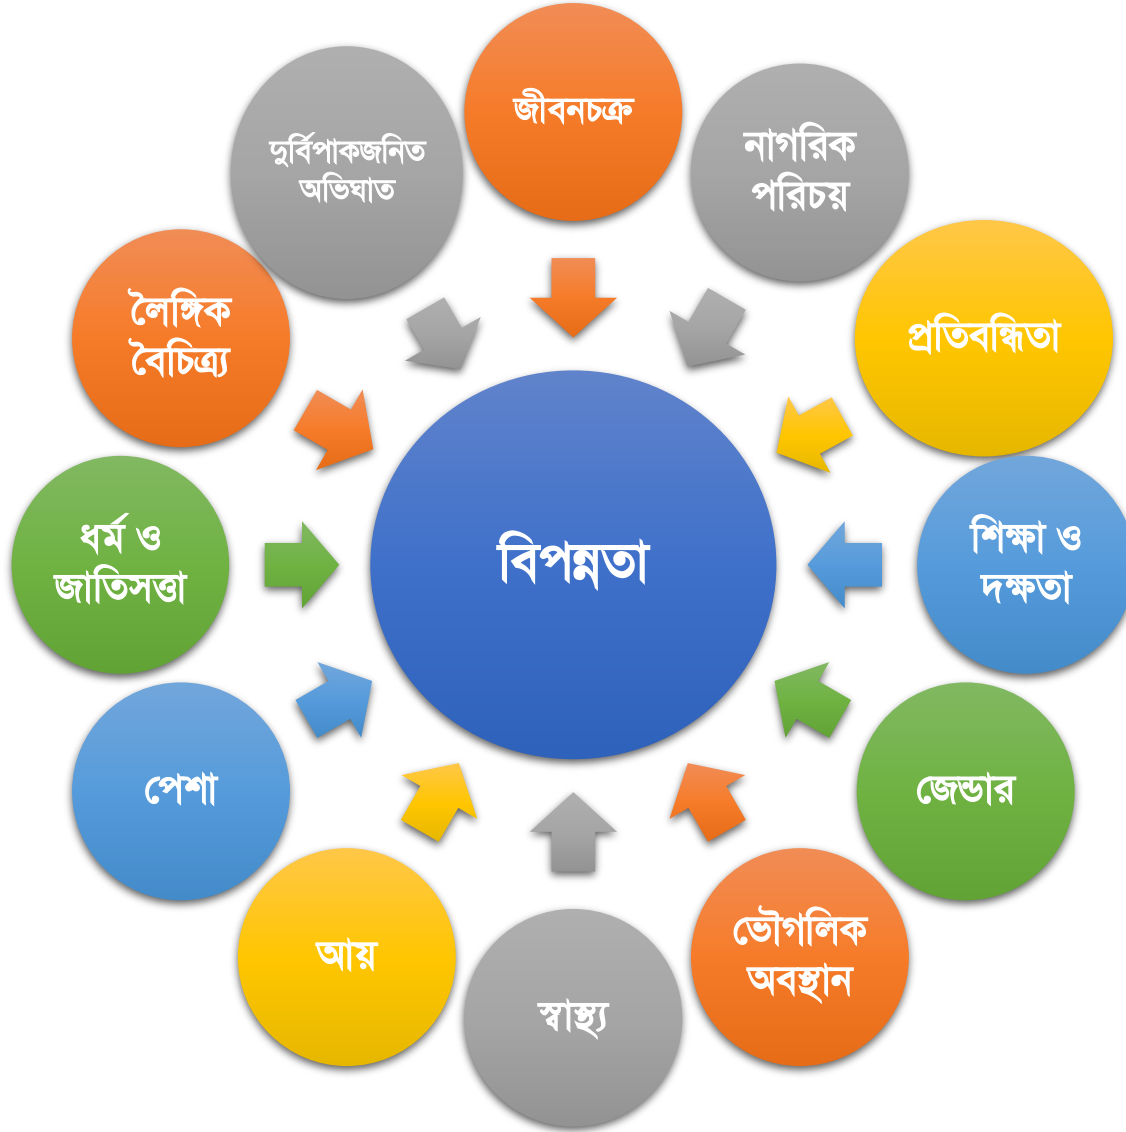 জীবনচক্র
নাগরিক
পরিচয়
প্রতিবন্ধিতা
শিক্ষা ও
দক্ষতা
জেন্ডার
ভৌগলিক
অবস্থান
স্বাস্থ্য
আয়
পেশা
ধর্ম ও
জাতিসত্তা
লৈঙ্গিক
বৈচিত্র্য
দুর্বিপাকজনিত
অভিঘাত
বিপন্নতা